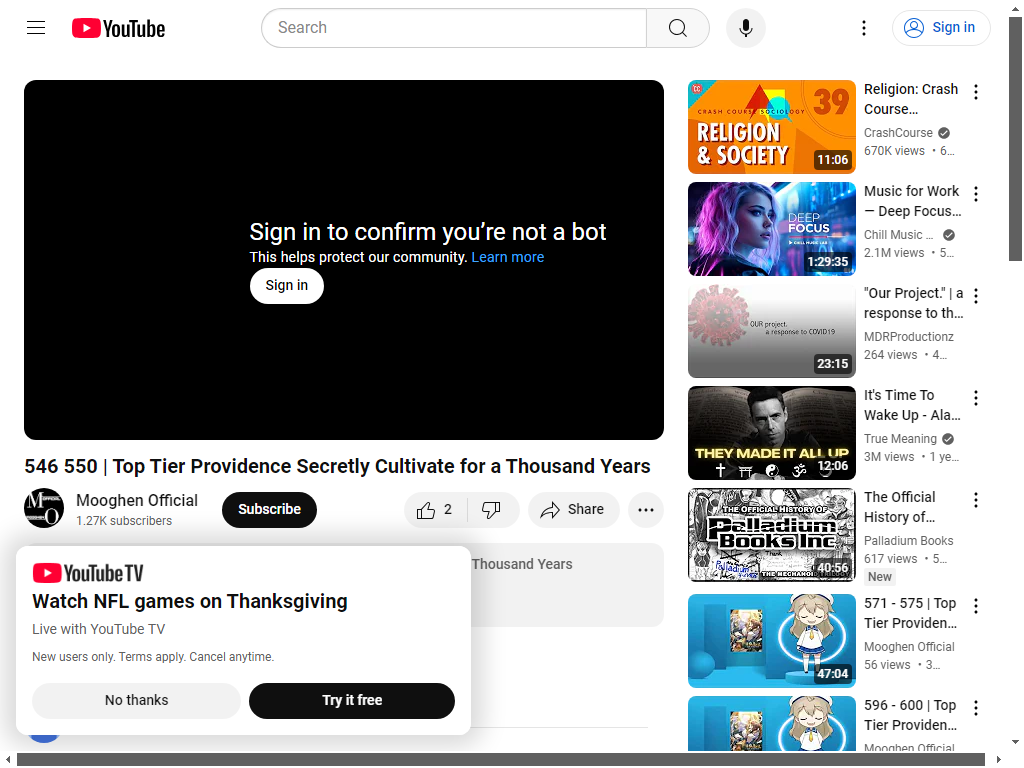 YouTube
Search
Sign in
Sign in to confirm you're not a bot
This helps protect our community. Learn more
Sign in
546 550 | Top Tier Providence Secretly Cultivate for a Thousand Years
Mooghen Official
1.27K subscribers
Subscribe
2
Share
Thousand Years
YouTube TV
Watch NFL games on Thanksgiving
Live with YouTube TV
New users only. Terms apply. Cancel anytime.
No thanks
Try it free
CC
CRASH COURSE SOCIOLOGY
39
RELIGION
& SOCIETY
11:06
Religion: Crash
Course…
CrashCourse
670K views • 6…
DEEP
FOCUS
CHILL MUSIC LAB
1:29:35
Music for Work
— Deep Focus…
Chill Music …
2.1M views • 5…
OUR project.
a response to COVID19
23:15
"Our Project." | a
response to th…
MDRProductionz
264 views • 4…
THEY MADE IT ALL UP
12:06
It's Time To
Wake Up - Ala…
True Meaning
3M views • 1 ye…
THE OFFICIAL HISTORY OF
Palladium
Books Inc
THE MECHANOID TRILOGY
40:56
The Official
History of…
Palladium Books
617 views • 5…
New
47:04
571 - 575 | Top
Tier Providen…
Mooghen Official
56 views • 3…
596 - 600 | Top
Tier Providen…
Mooghen Official